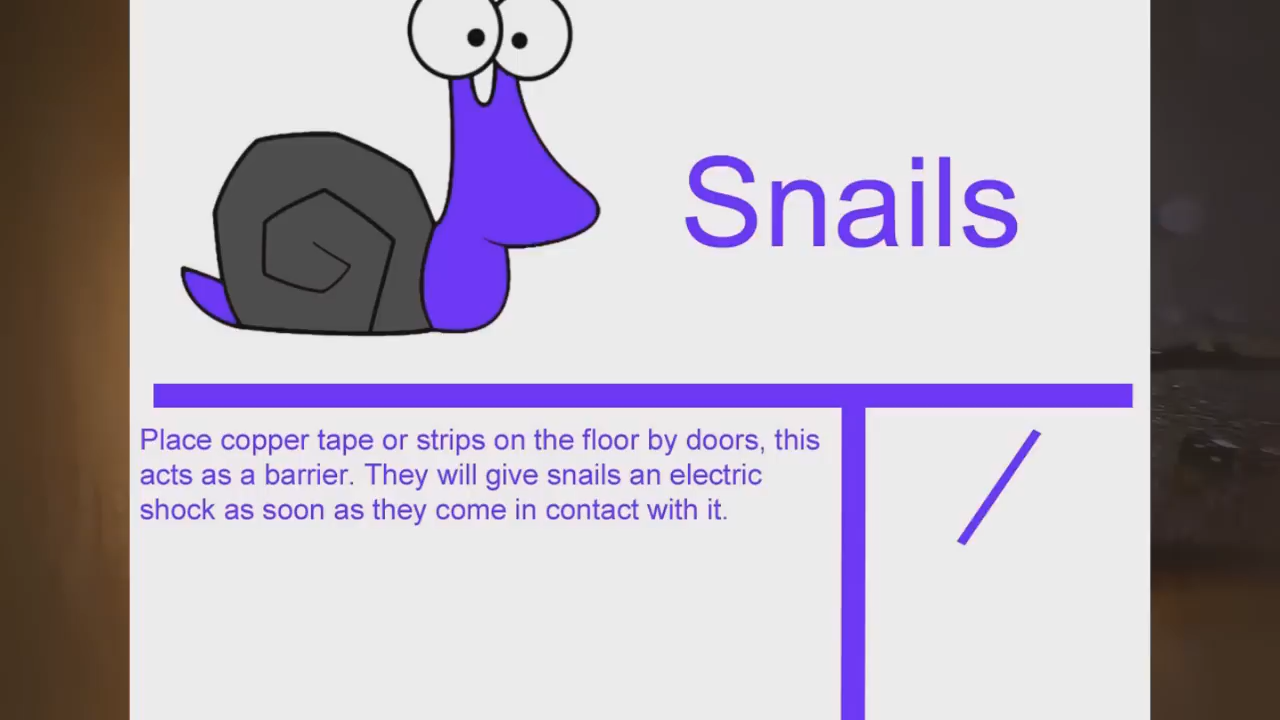 Snails
Place copper tape or strips on the floor by doors, this
acts as a barrier. They will give snails an electric
shock as soon as they come in contact with it.